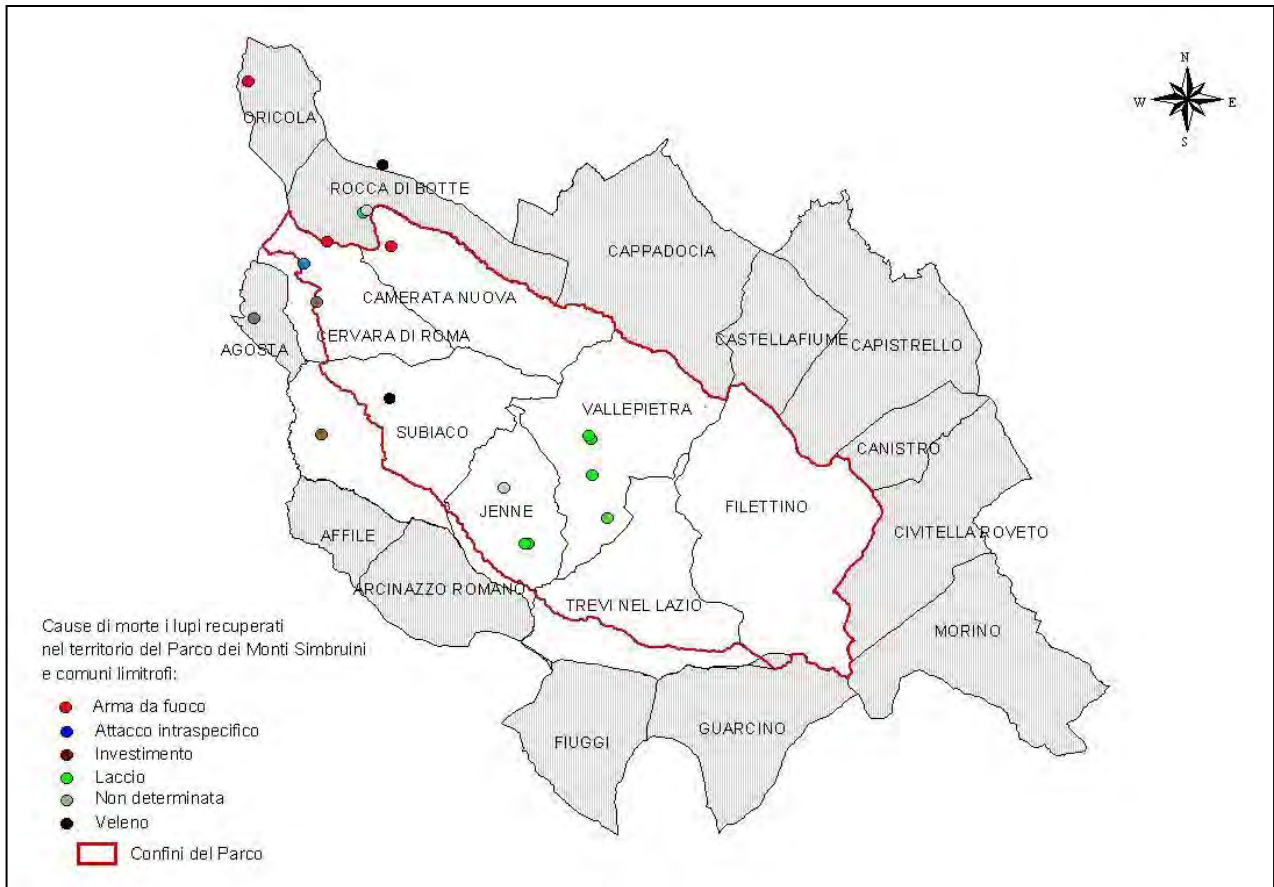 N
W E
S
ORICOLA
ROCCA DI BOTTE
CAPPADOCIA
CAMERATA NUOVA
CERVARA DI ROMA
CASTELLAFIUME
CAPISTRELLO
AGOSTA
VALLEPIETRA
SUBIACO
CANISTRO
JENNE
FILETTINO
AFFILE
CIVITELLA ROVETO
ARCINAZZO ROMANO
TREVI NEL LAZIO
MORINO
GUARCINO
FIUGGI
Cause di morte i lupi recuperati
nel territorio del Parco dei Monti Simbruini
e comuni limitrofi:
Arma da fuoco
Attacco intraspecifico
Investimento
Laccio
Non determinata
Veleno
Confini del Parco